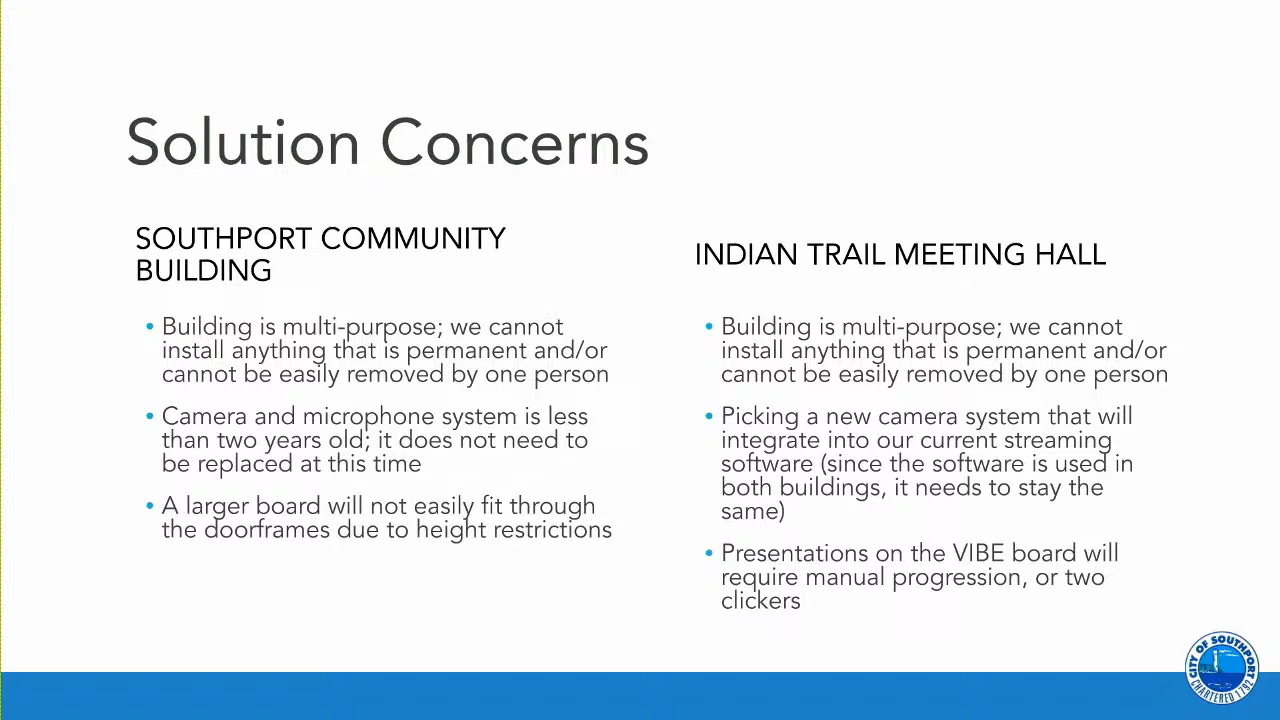 Solution Concerns
SOUTHPORT COMMUNITY
BUILDING
• Building is multi-purpose; we cannot
install anything that is permanent and/or
cannot be easily removed by one person
• Camera and microphone system is less
than two years old; it does not need to
be replaced at this time
• A larger board will not easily fit through
the doorframes due to height restrictions
INDIAN TRAIL MEETING HALL
• Building is multi-purpose; we cannot
install anything that is permanent and/or
cannot be easily removed by one person
• Picking a new camera system that will
integrate into our current streaming
software (since the software is used in
both buildings, it needs to stay the
same)
• Presentations on the VIBE board will
require manual progression, or two
clickers
CITY OF SOUTHPORT
CHARTERED 1792